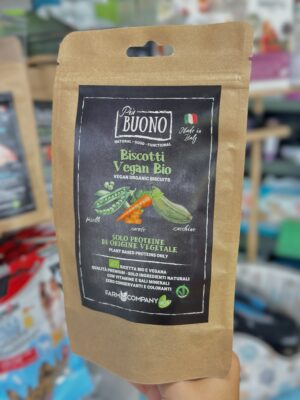 Più
BUONO
NATURAL • GOOD • FUNCTIONAL
Made in
Italy
Biscotti
Vegan Bio
VEGAN ORGANIC BISCUITS
Piselli
carote
zucchine
SOLO PROTEINE
DI ORIGINE VEGETALE
PLANT BASED PROTEINS ONLY
RICETTA BIO E VEGANA
QUALITÀ PREMIUM - SOLO INGREDIENTI NATURALI
CON VITAMINE E SALI MINERALI
ZERO CONSERVANTI E COLORANTI
FARM COMPANY